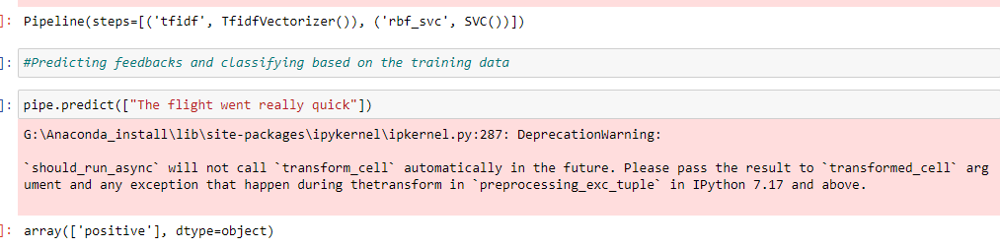 ]: Pipeline(steps=[('tfidf', TfidfVectorizer()), ('rbf_svc', SVC())])
]: #Predicting feedbacks and classifying based on the training data
]: pipe.predict(["The flight went really quick"])
G:\Anaconda_install\lib\site-packages\ipykernel\ipkernel.py:287: DeprecationWarning:
`should_run_async` will not call `transform_cell` automatically in the future. Please pass the result to `transformed_cell` arg
ument and any exception that happen during thetransform in `preprocessing_exc_tuple` in IPython 7.17 and above.
]: array(['positive'], dtype=object)